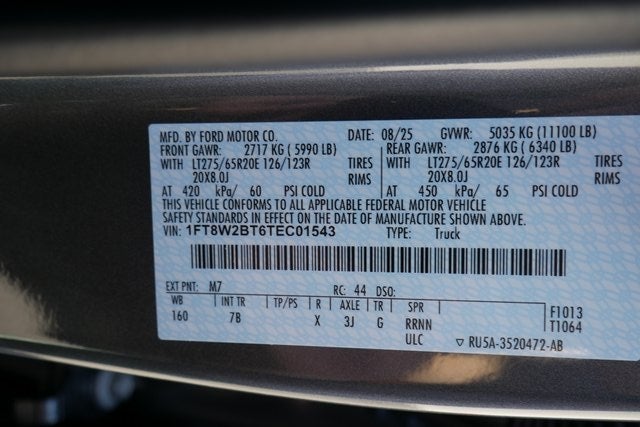 MFD. BY FORD MOTOR CO. DATE: 08/25 GVWR: 5035 KG (11100 LB)
FRONT GAWR: 2717 KG ( 5990 LB) REAR GAWR: 2876 KG ( 6340 LB)
WITH LT275/65R20E 126/123R TIRES WITH LT275/65R20E 126/123R TIRES
20X8.0J RIMS 20X8.0J RIMS
AT 420 kPa/ 60 PSI COLD AT 450 kPa/ 65 PSI COLD
THIS VEHICLE CONFORMS TO ALL APPLICABLE FEDERAL MOTOR VEHICLE
SAFETY STANDARDS IN EFFECT ON THE DATE OF MANUFACTURE SHOWN ABOVE.
VIN: 1FT8W2BT6TEC01543 TYPE: Truck
EXT PNT: M7 RC: 44 DSO:
WB INT TR TP/PS R AXLE TR SPR F1013
160 7B X 3J G RRNN T1064
ULC ▽ RU5A-3520472-AB